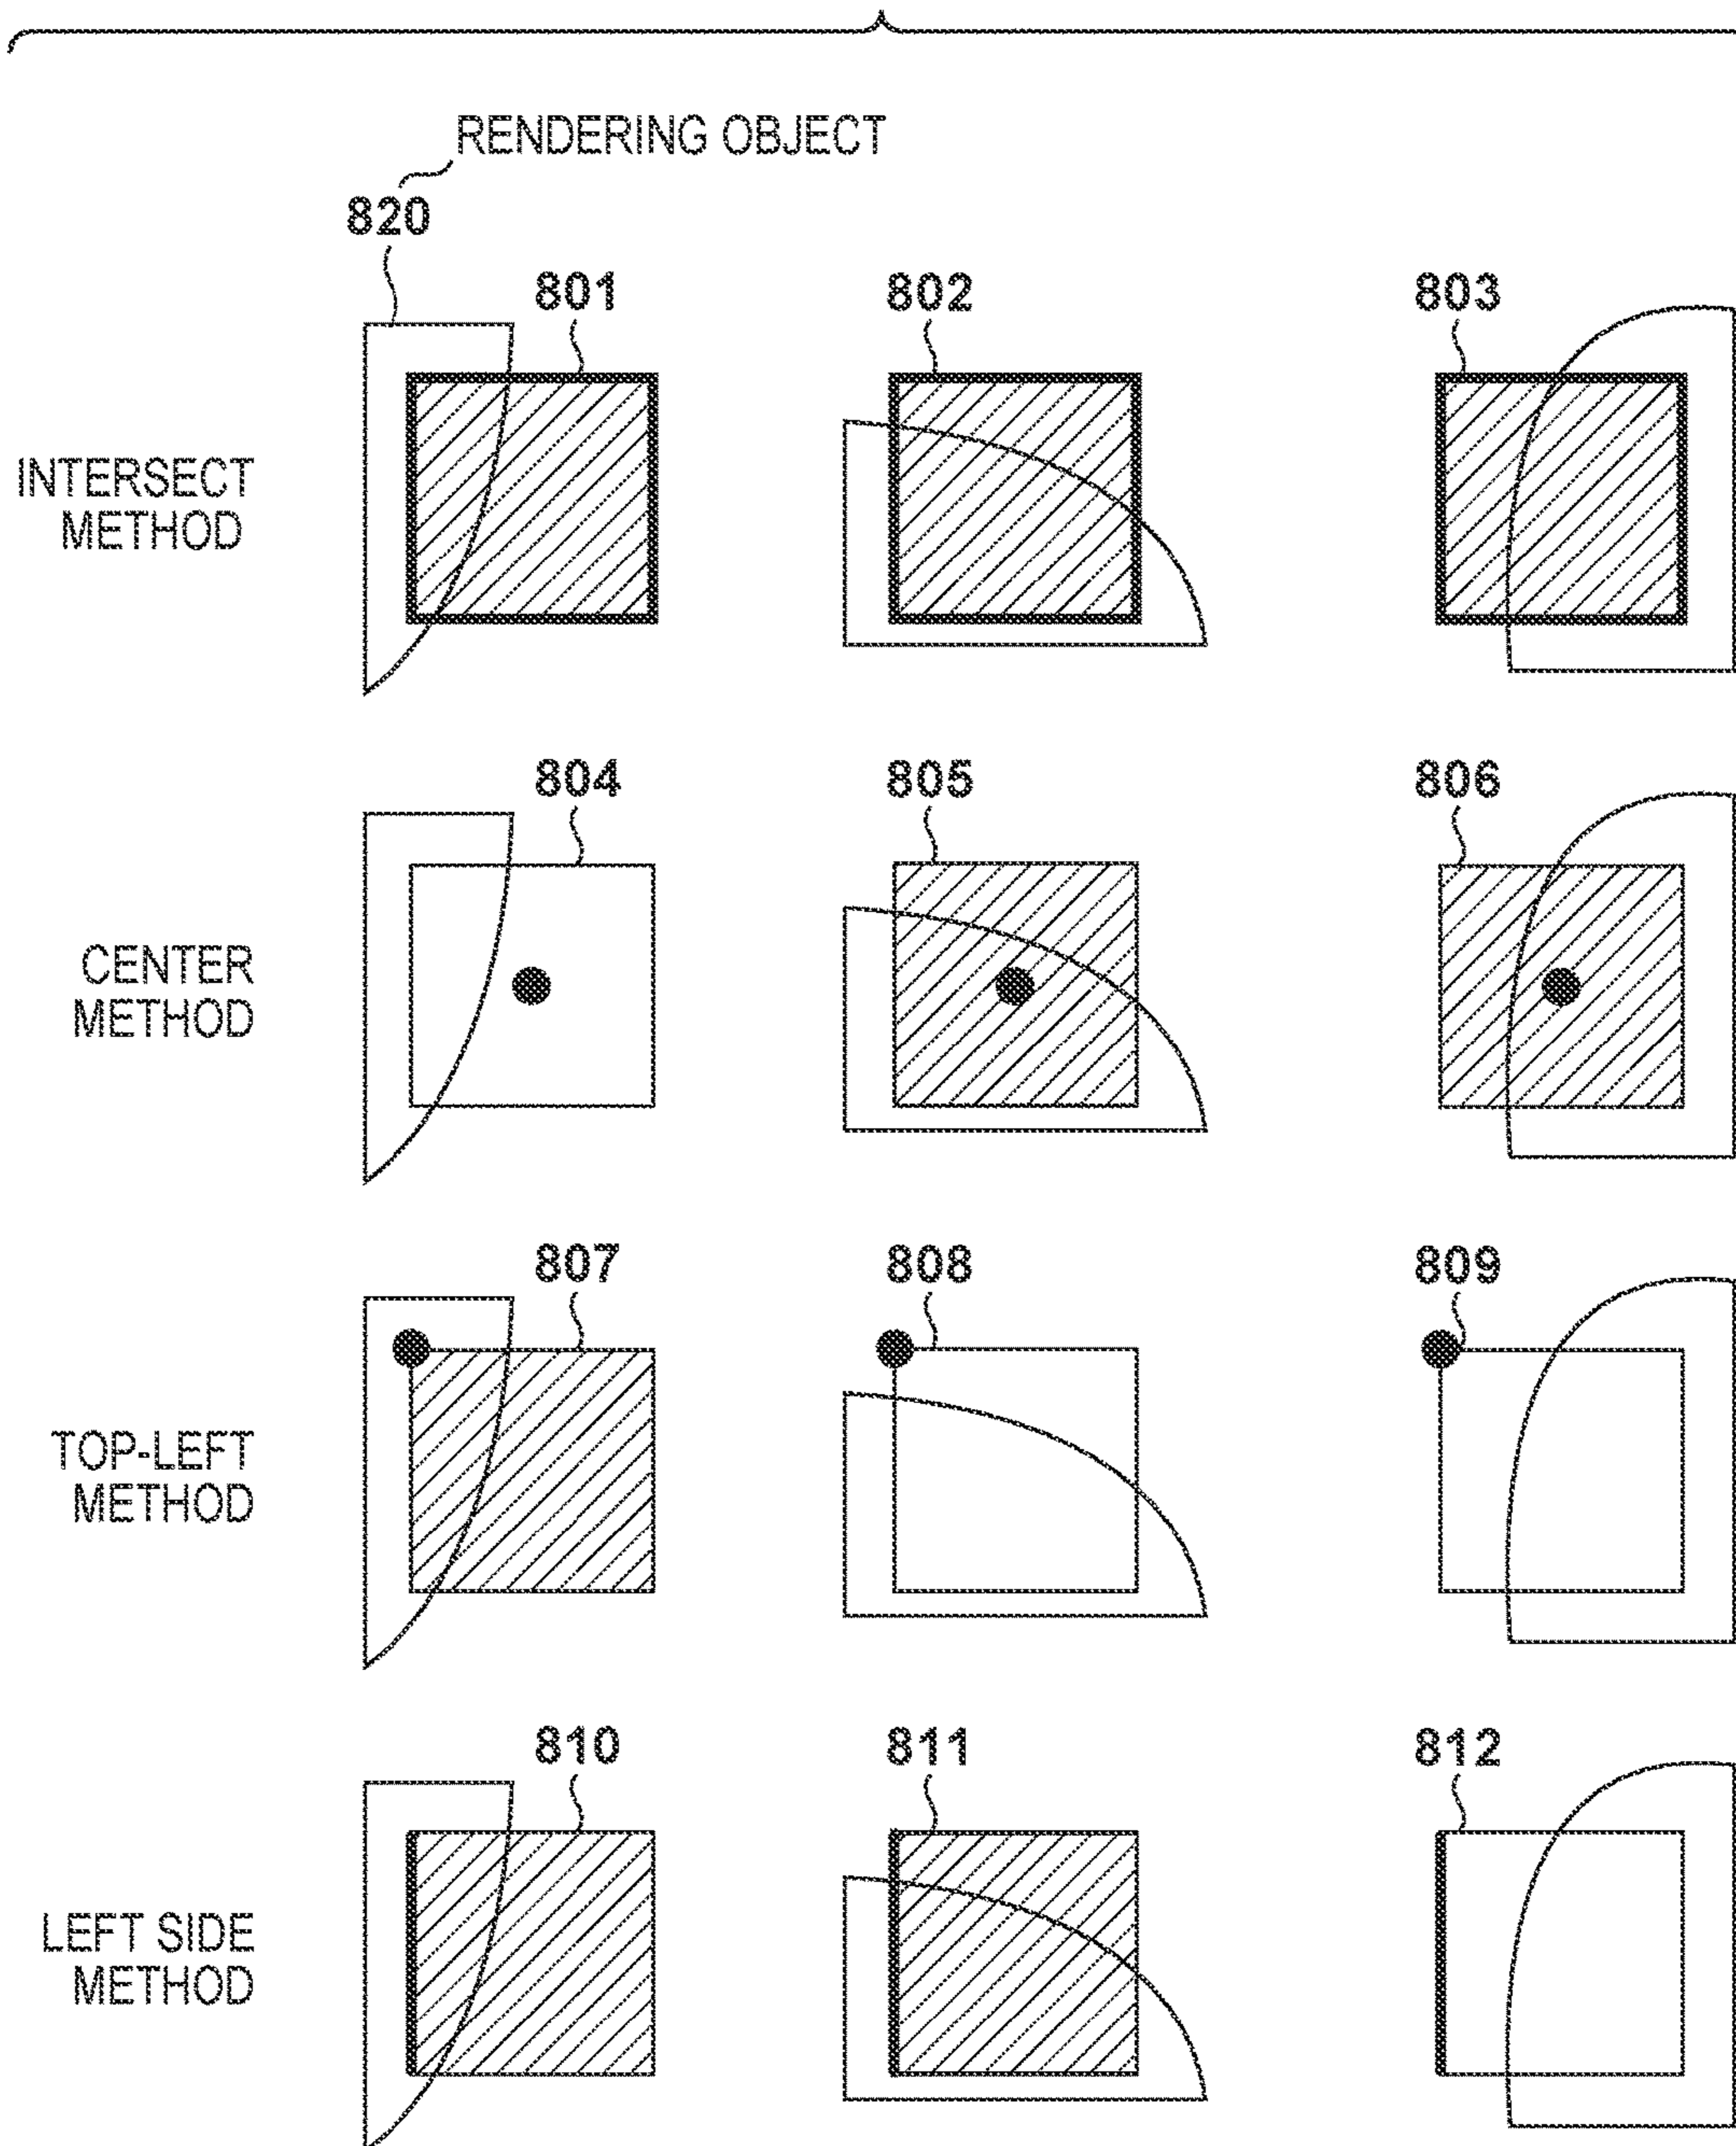 RENDERING OBJECT
820
801 802 803
INTERSECT
METHOD
804 805 806
CENTER
METHOD
807 808 809
TOP-LEFT
METHOD
810 811 812
LEFT SIDE
METHOD